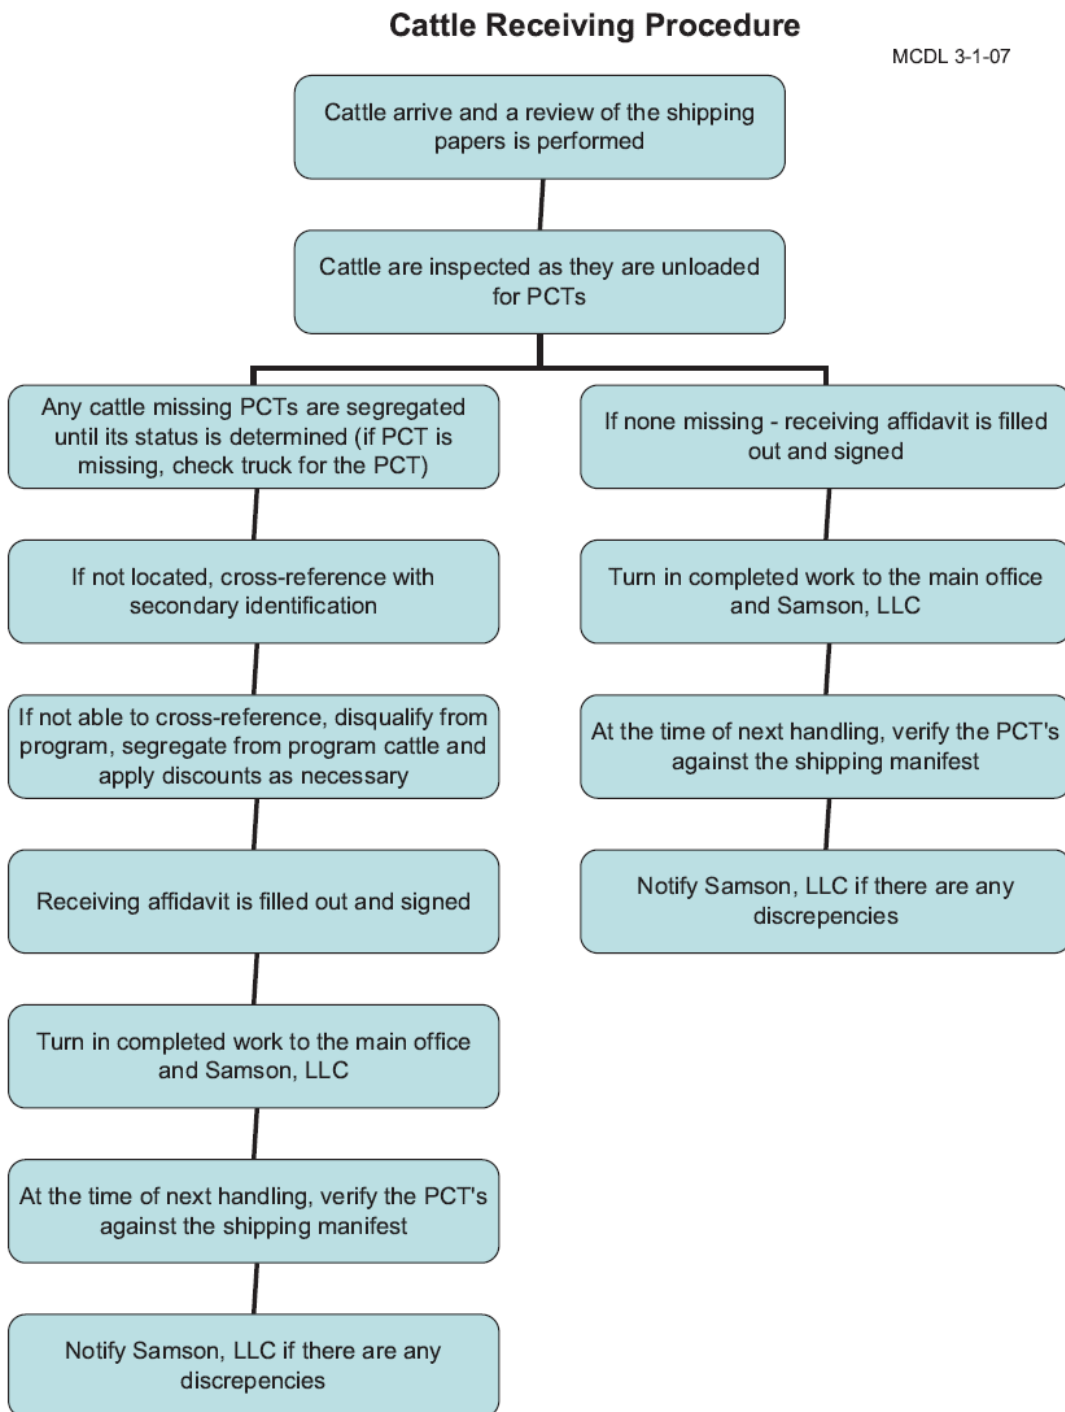 Cattle Receiving Procedure
MCDL 3-1-07
Cattle arrive and a review of the shipping
papers is performed
Cattle are inspected as they are unloaded
for PCTs
Any cattle missing PCTs are segregated
until its status is determined (if PCT is
missing, check truck for the PCT)
If not located, cross-reference with
secondary identification
If not able to cross-reference, disqualify from
program, segregate from program cattle and
apply discounts as necessary
Receiving affidavit is filled out and signed
Turn in completed work to the main office
and Samson, LLC
At the time of next handling, verify the PCT's
against the shipping manifest
Notify Samson, LLC if there are any
discrepencies
If none missing - receiving affidavit is filled
out and signed
Turn in completed work to the main office
and Samson, LLC
At the time of next handling, verify the PCT's
against the shipping manifest
Notify Samson, LLC if there are any
discrepencies